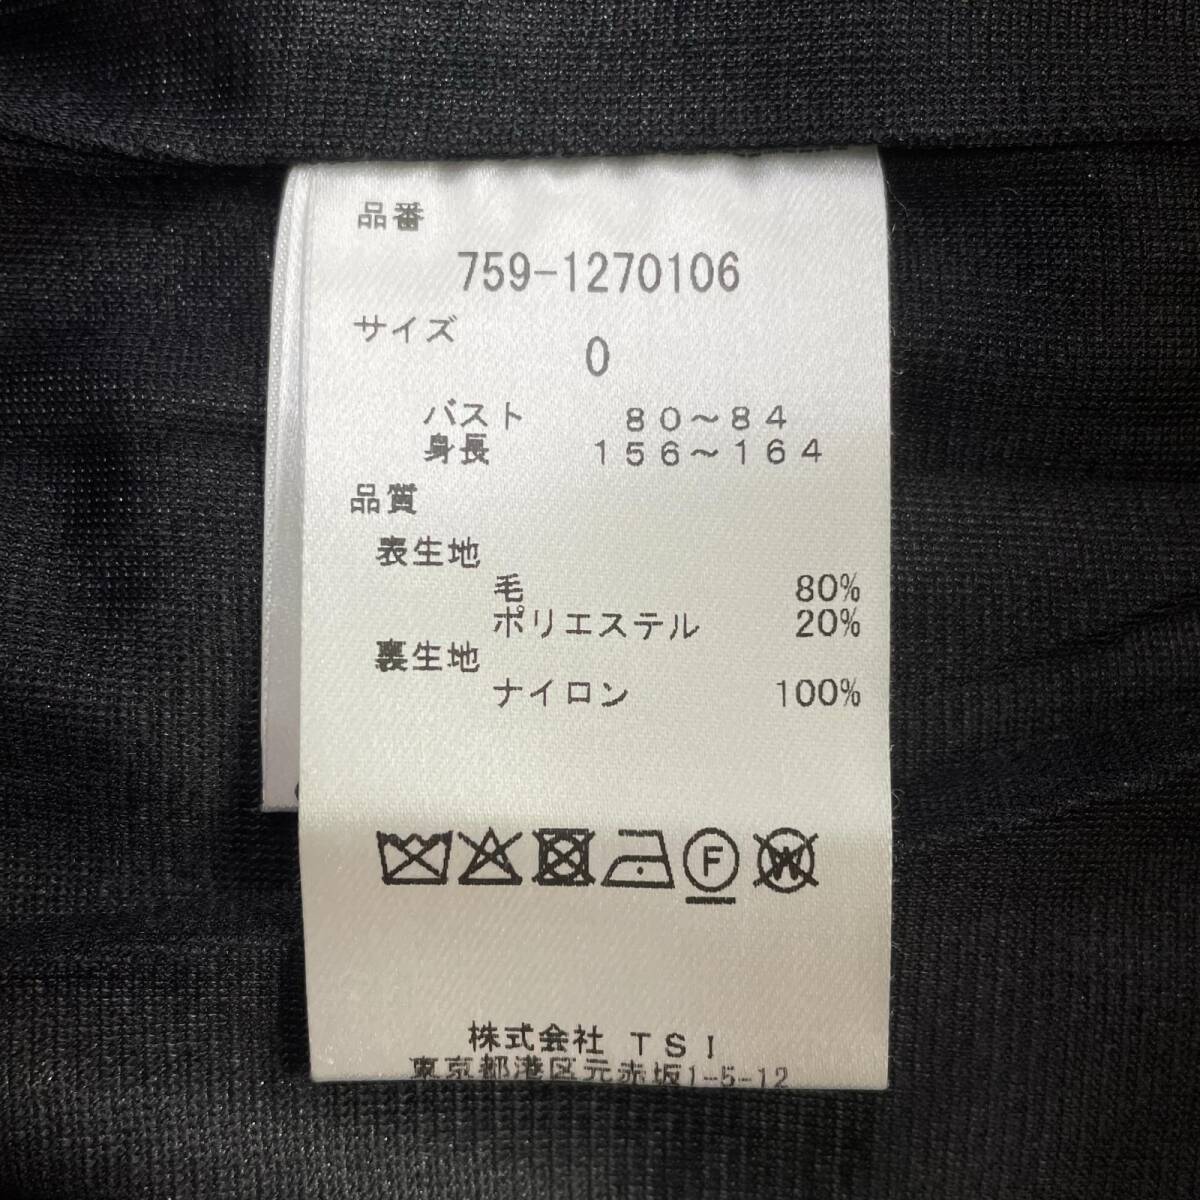 品番
759-1270106
サイズ
0
バスト 80～84
身長 156～164
品質
表生地
毛 80%
ポリエステル 20%
裏生地
ナイロン 100%
F W
株式会社 TSI
東京都港区元赤坂1-5-12